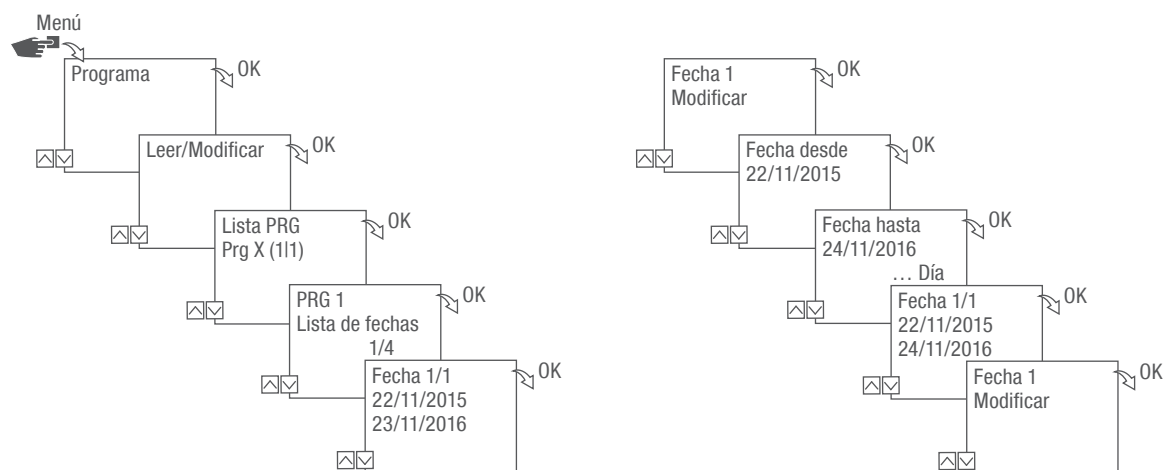 Menú
Programa
OK
Leer/Modificar
OK
Lista PRG
Prg X (1|1)
OK
PRG 1
Lista de fechas
1/4
OK
Fecha 1/1
22/11/2015
23/11/2016
OK
Fecha 1
Modificar
OK
Fecha desde
22/11/2015
OK
Fecha hasta
24/11/2016
... Día
OK
Fecha 1/1
22/11/2015
24/11/2016
OK
Fecha 1
Modificar
OK